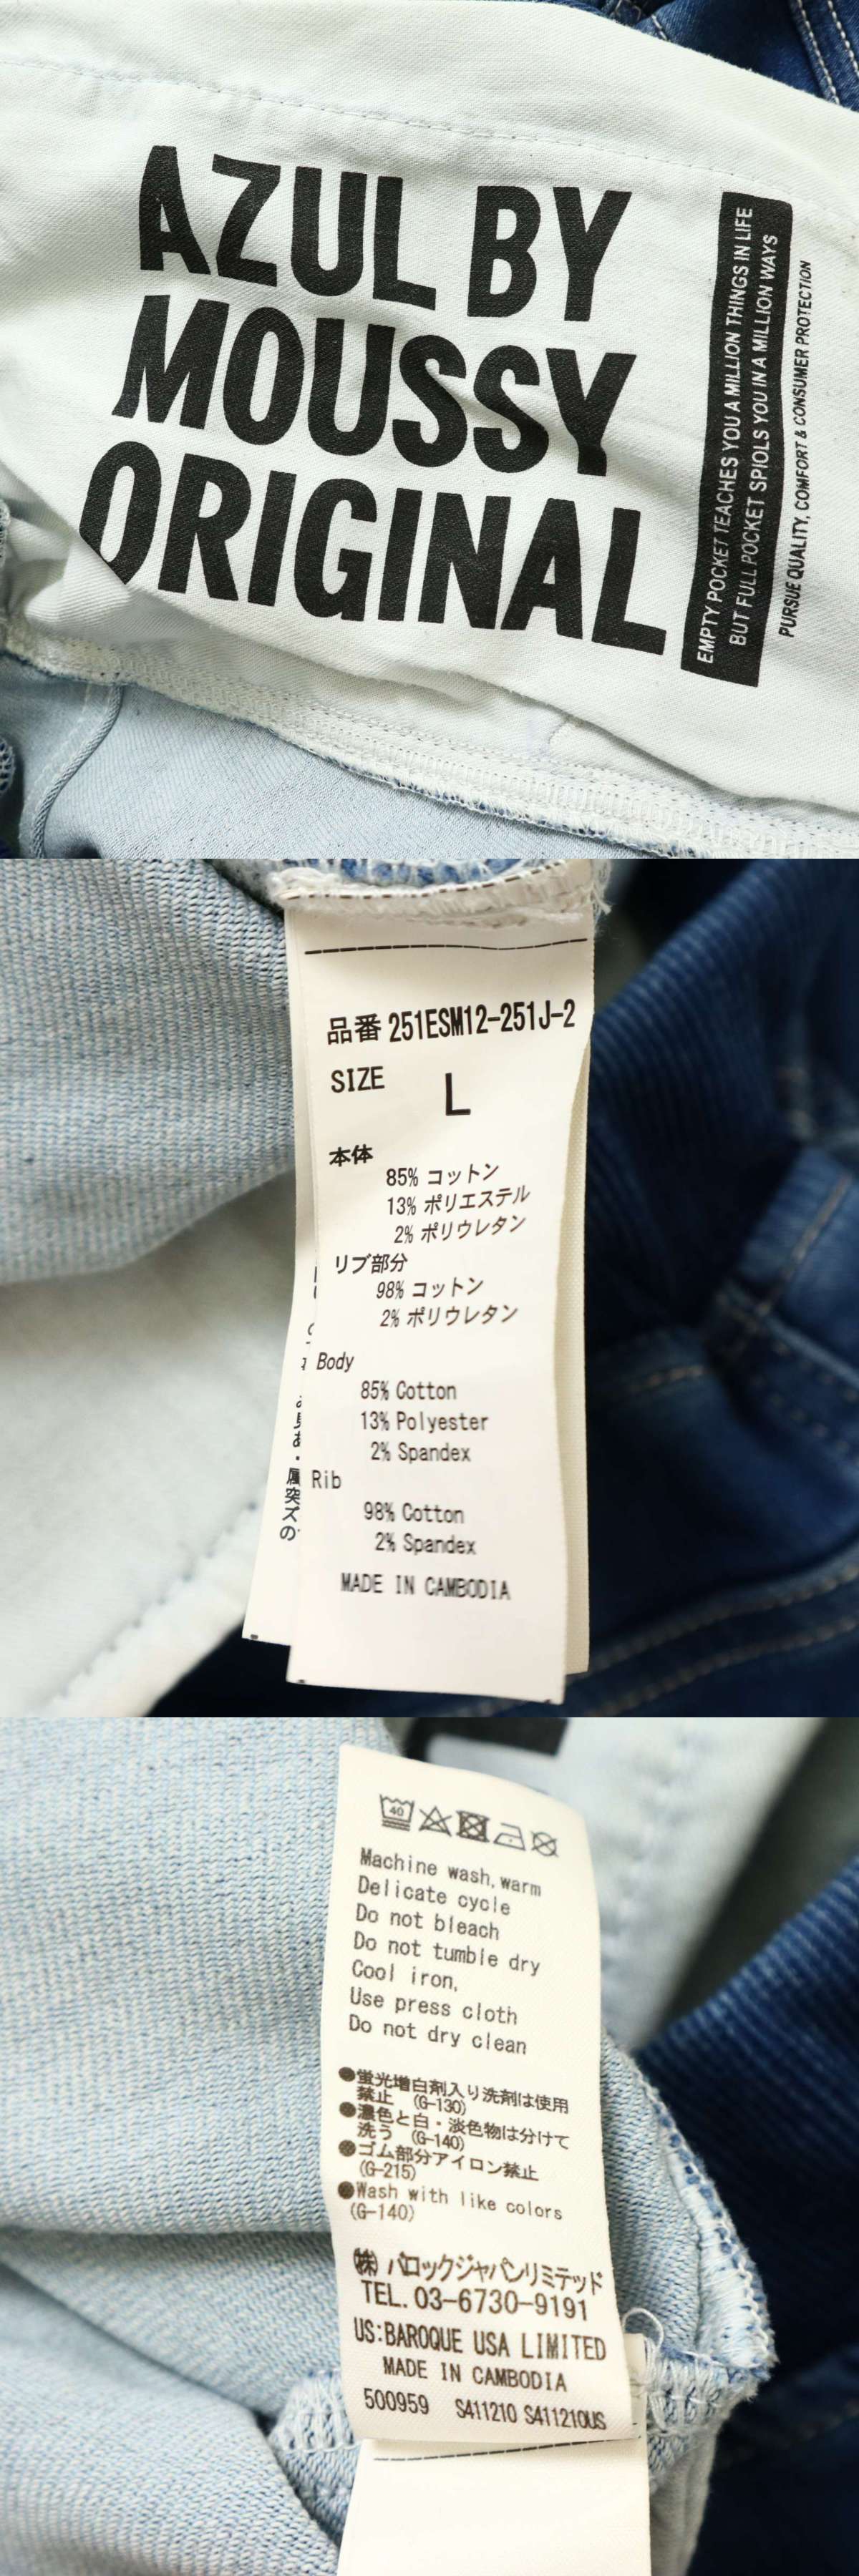 AZUL BY
MOUSSY
ORIGINAL
EMPTY POCKET TEACHES YOU A MILLION THINGS IN LIFE
BUT FULL POCKET SPIOLS YOU IN A MILLION WAYS
PURSUE QUALITY, COMFORT & CONSUMER PROTECTION
品番 251ESM12-251J-2
SIZE L
本体
85% コットン
13% ポリエステル
2% ポリウレタン
リブ部分
98% コットン
2% ポリウレタン
Body
85% Cotton
13% Polyester
2% Spandex
Rib
98% Cotton
2% Spandex
MADE IN CAMBODIA
40
Machine wash, warm
Delicate cycle
Do not bleach
Do not tumble dry
Cool iron,
Use press cloth
Do not dry clean
●蛍光増白剤入り洗剤は使用
禁止 (G-130)
●濃色と白・淡色物は分けて
洗う (G-140)
●ゴム部分アイロン禁止
(G-215)
●Wash with like colors
(G-140)
㈱ バロックジャパンリミテッド
TEL. 03-6730-9191
US:BAROQUE USA LIMITED
MADE IN CAMBODIA
500959 S411210 S411210US